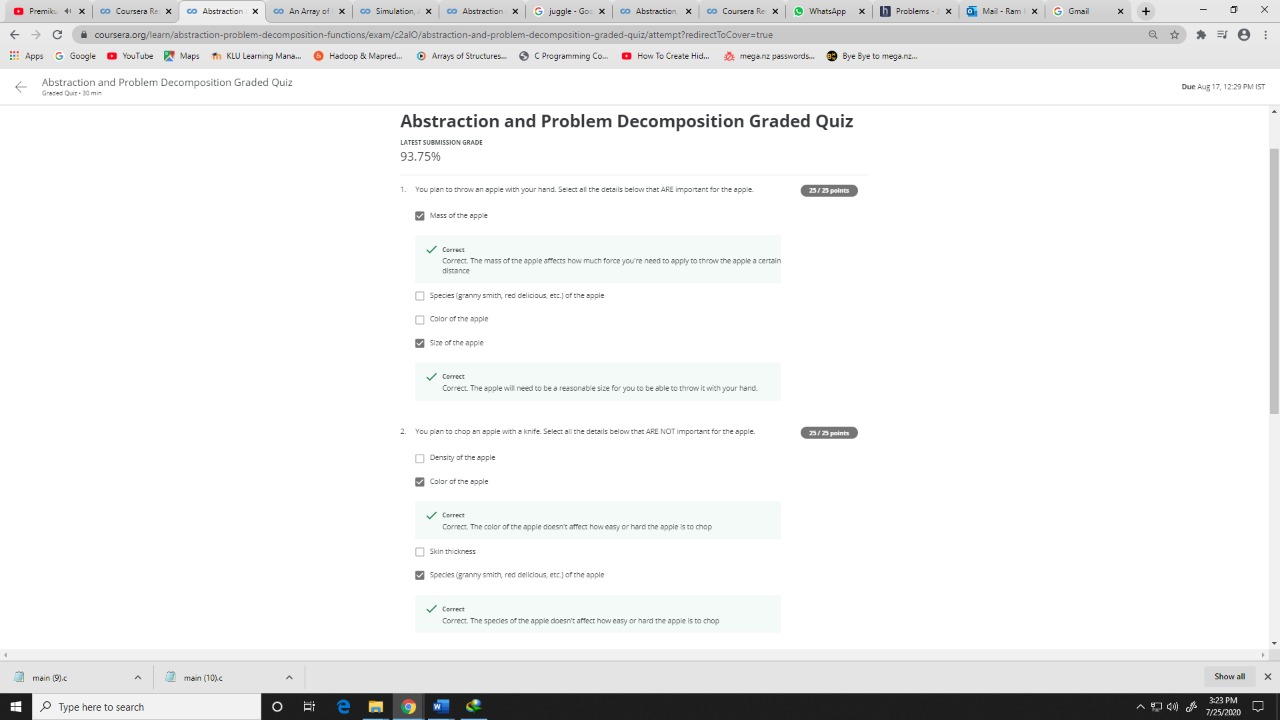 Premiku
Coursera Re
Abstraction
An Array of
Simulation,
Abstraction
juggle - Goo
Abstraction
Coursera Re
WhatsApp
Problems -
Mail - Ram
Gmail
coursera.org/learn/abstraction-problem-decomposition-functions/exam/c2alO/abstraction-and-problem-decomposition-graded-quiz/attempt?redirectToCover=true
Apps
Google
YouTube
Maps
KLU Learning Mana...
Hadoop & Mapred...
Arrays of Structures...
C Programming Co...
How To Create Hid...
mega.nz passwords...
Bye Bye to mega.nz...
Abstraction and Problem Decomposition Graded Quiz
Graded Quiz • 30 min
Due Aug 17, 12:29 PM IST
Abstraction and Problem Decomposition Graded Quiz
LATEST SUBMISSION GRADE
93.75%
1. You plan to throw an apple with your hand. Select all the details below that ARE important for the apple.
25 / 25 points
Mass of the apple
Correct
Correct. The mass of the apple affects how much force you're need to apply to throw the apple a certain
distance
Species (granny smith, red delicious, etc.) of the apple
Color of the apple
Size of the apple
Correct
Correct. The apple will need to be a reasonable size for you to be able to throw it with your hand.
2. You plan to chop an apple with a knife. Select all the details below that ARE NOT important for the apple.
25 / 25 points
Density of the apple
Color of the apple
Correct
Correct. The color of the apple doesn't affect how easy or hard the apple is to chop
Skin thickness
Species (granny smith, red delicious, etc.) of the apple
Correct
Correct. The species of the apple doesn't affect how easy or hard the apple is to chop
main (9).c
main (10).c
Show all
Type here to search
3:23 PM
7/25/2020